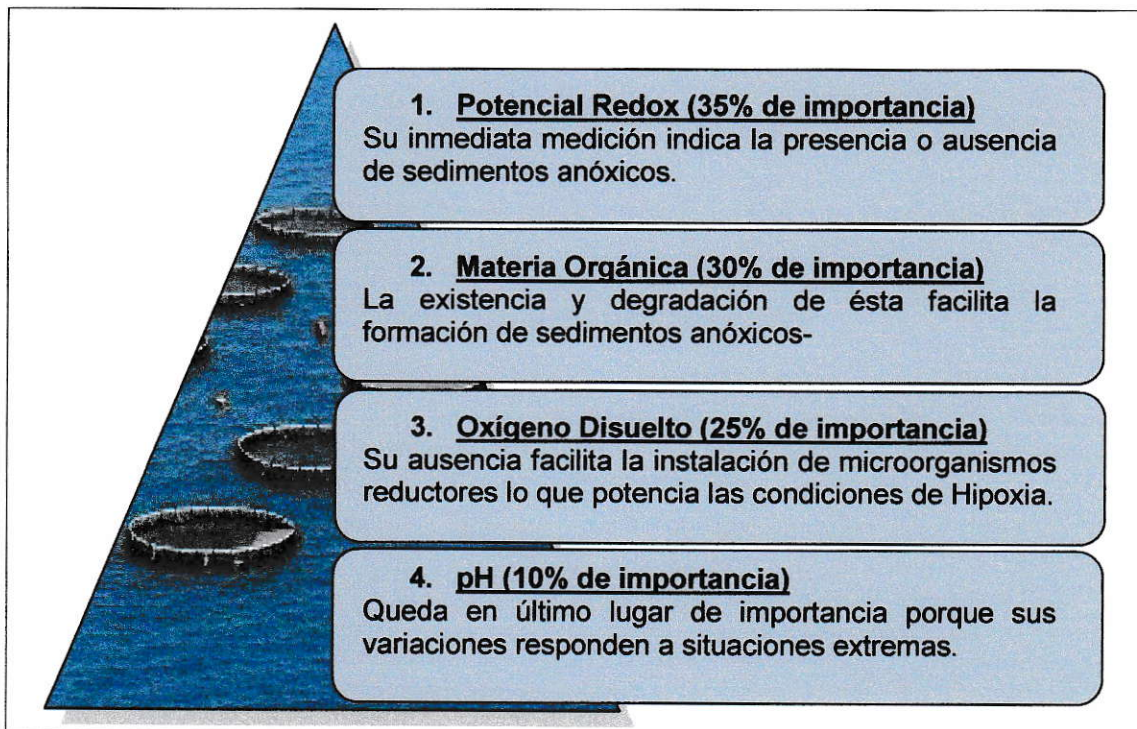 1. Potencial Redox (35% de importancia)
Su inmediata medición indica la presencia o ausencia
de sedimentos anóxicos.
2. Materia Orgánica (30% de importancia)
La existencia y degradación de ésta facilita la
formación de sedimentos anóxicos-
3. Oxígeno Disuelto (25% de importancia)
Su ausencia facilita la instalación de microorganismos
reductores lo que potencia las condiciones de Hipoxia.
4. pH (10% de importancia)
Queda en último lugar de importancia porque sus
variaciones responden a situaciones extremas.